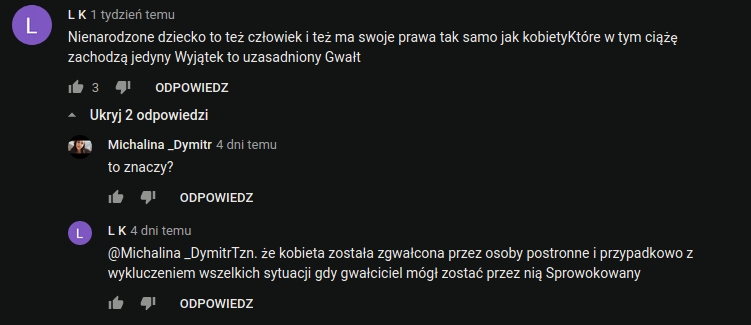 L
L K 1 tydzień temu
Nienarodzone dziecko to też człowiek i też ma swoje prawa tak samo jak kobietyKtóre w tym ciążę
zachodzą jedyny Wyjątek to uzasadniony Gwałt
3 ODPOWIEDZ
Ukryj 2 odpowiedzi
Michalina _Dymitr 4 dni temu
to znaczy?
ODPOWIEDZ
L
L K 4 dni temu
@Michalina _DymitrTzn. że kobieta została zgwałcona przez osoby postronne i przypadkowo z
wykluczeniem wszelkich sytuacji gdy gwałciciel mógł zostać przez nią Sprowokowany
ODPOWIEDZ